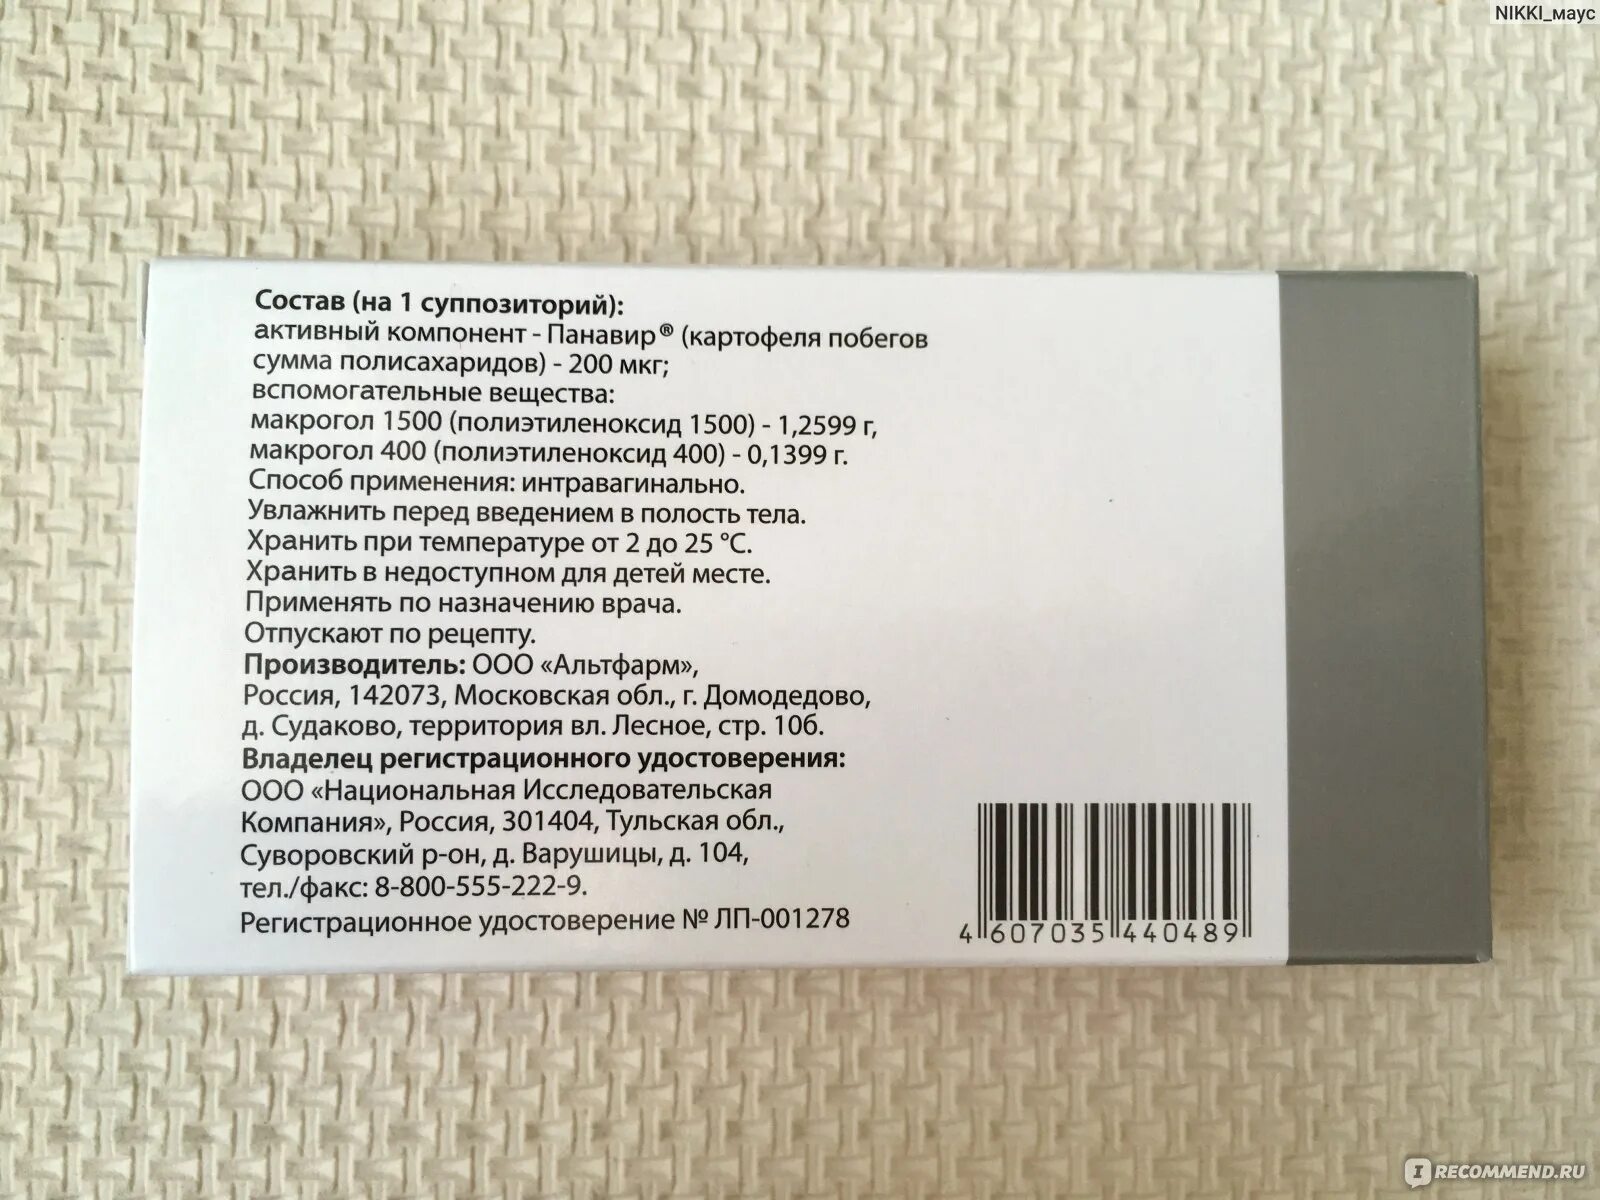 NIKKI_маус
Состав (на 1 суппозиторий):
активный компонент - Панавир® (картофеля побегов
сумма полисахаридов) - 200 мкг;
вспомогательные вещества:
макрогол 1500 (полиэтиленоксид 1500) - 1,2599 г,
макрогол 400 (полиэтиленоксид 400) - 0,1399 г.
Способ применения: интравагинально.
Увлажнить перед введением в полость тела.
Хранить при температуре от 2 до 25 °С.
Хранить в недоступном для детей месте.
Применять по назначению врача.
Отпускают по рецепту.
Производитель: ООО «Альтфарм»,
Россия, 142073, Московская обл., г. Домодедово,
д. Судаково, территория вл. Лесное, стр. 10б.
Владелец регистрационного удостоверения:
ООО «Национальная Исследовательская
Компания», Россия, 301404, Тульская обл.,
Суворовский р-он, д. Варушицы, д. 104,
тел./факс: 8-800-555-222-9.
Регистрационное удостоверение № ЛП-001278
4 607035 440489
I RECOMMEND.RU